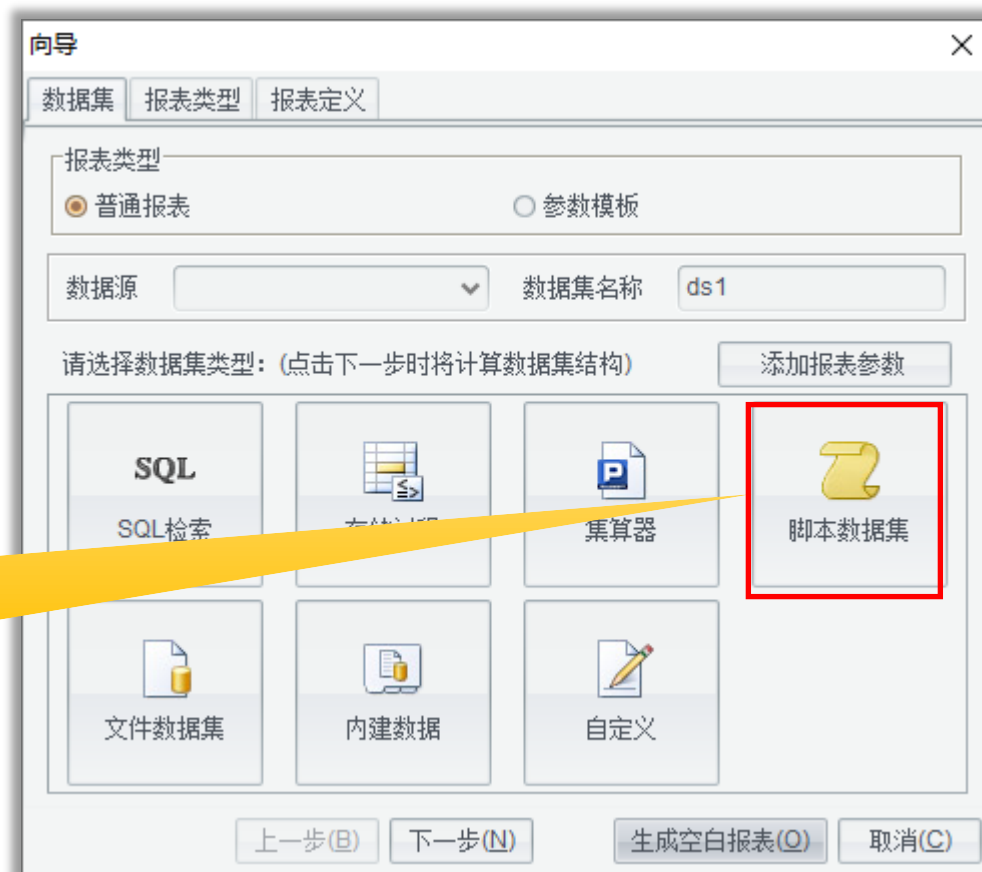 向导
数据集 报表类型 报表定义
报表类型
普通报表 参数模板
数据源 数据集名称 ds1
请选择数据集类型：(点击下一步时将计算数据集结构) 添加报表参数
SQL
SQL检索 集算器 脚本数据集
文件数据集 内建数据 自定义
上一步(B) 下一步(N) 生成空白报表(O) 取消(C)